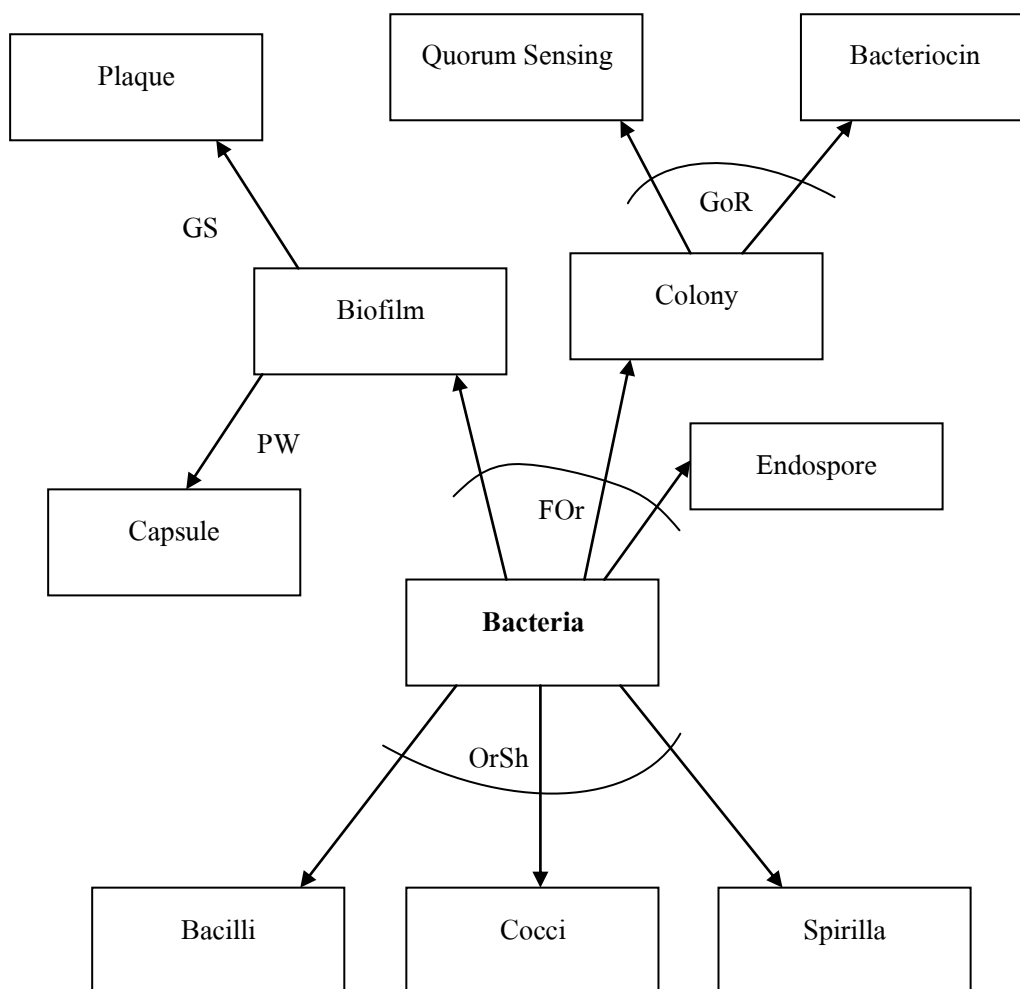 Quorum Sensing
Bacteriocin
Plaque
GoR
GS
Colony
Biofilm
PW
Endospore
FOr
Capsule
Bacteria
OrSh
Bacilli
Cocci
Spirilla